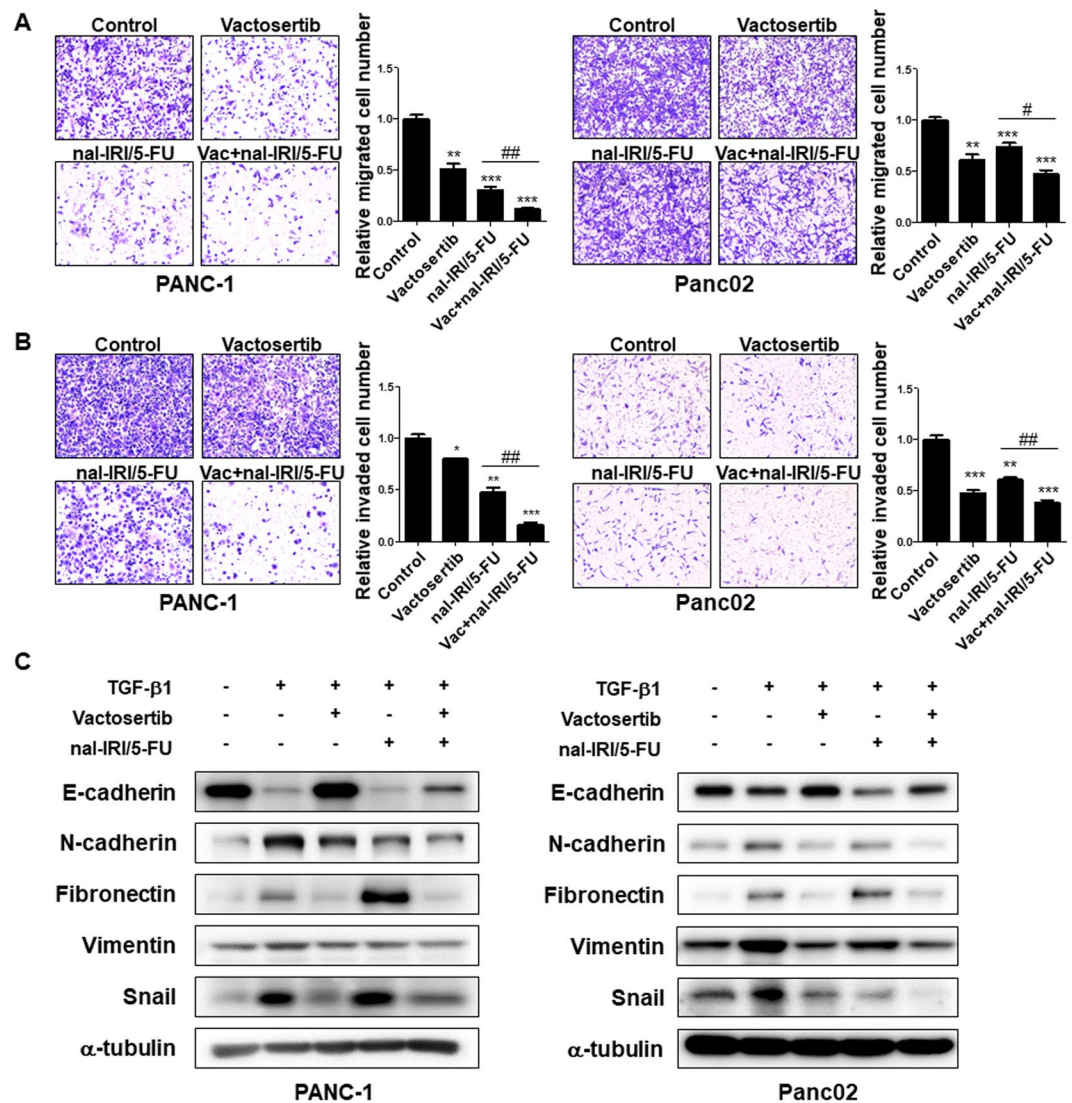 A
Control Vactosertib
nal-IRI/5-FU Vac+nal-IRI/5-FU
PANC-1
Relative migrated cell number
1.5
1.0
0.5
0.0
** *** ## ***
Control
Vactosertib
nal-IRI/5-FU
Vac+nal-IRI/5-FU
Control Vactosertib
nal-IRI/5-FU Vac+nal-IRI/5-FU
Panc02
Relative migrated cell number
1.5
1.0
0.5
0.0
** *** # ***
Control
Vactosertib
nal-IRI/5-FU
Vac+nal-IRI/5-FU
B
Control Vactosertib
nal-IRI/5-FU Vac+nal-IRI/5-FU
PANC-1
Relative invaded cell number
1.5
1.0
0.5
0.0
* ** ## ***
Control
Vactosertib
nal-IRI/5-FU
Vac+nal-IRI/5-FU
Control Vactosertib
nal-IRI/5-FU Vac+nal-IRI/5-FU
Panc02
Relative invaded cell number
1.5
1.0
0.5
0.0
*** ** ## ***
Control
Vactosertib
nal-IRI/5-FU
Vac+nal-IRI/5-FU
C
TGF-β1 - + + + +
Vactosertib - - + - +
nal-IRI/5-FU - - - + +
E-cadherin
N-cadherin
Fibronectin
Vimentin
Snail
α-tubulin
PANC-1
TGF-β1 - + + + +
Vactosertib - - + - +
nal-IRI/5-FU - - - + +
E-cadherin
N-cadherin
Fibronectin
Vimentin
Snail
α-tubulin
Panc02